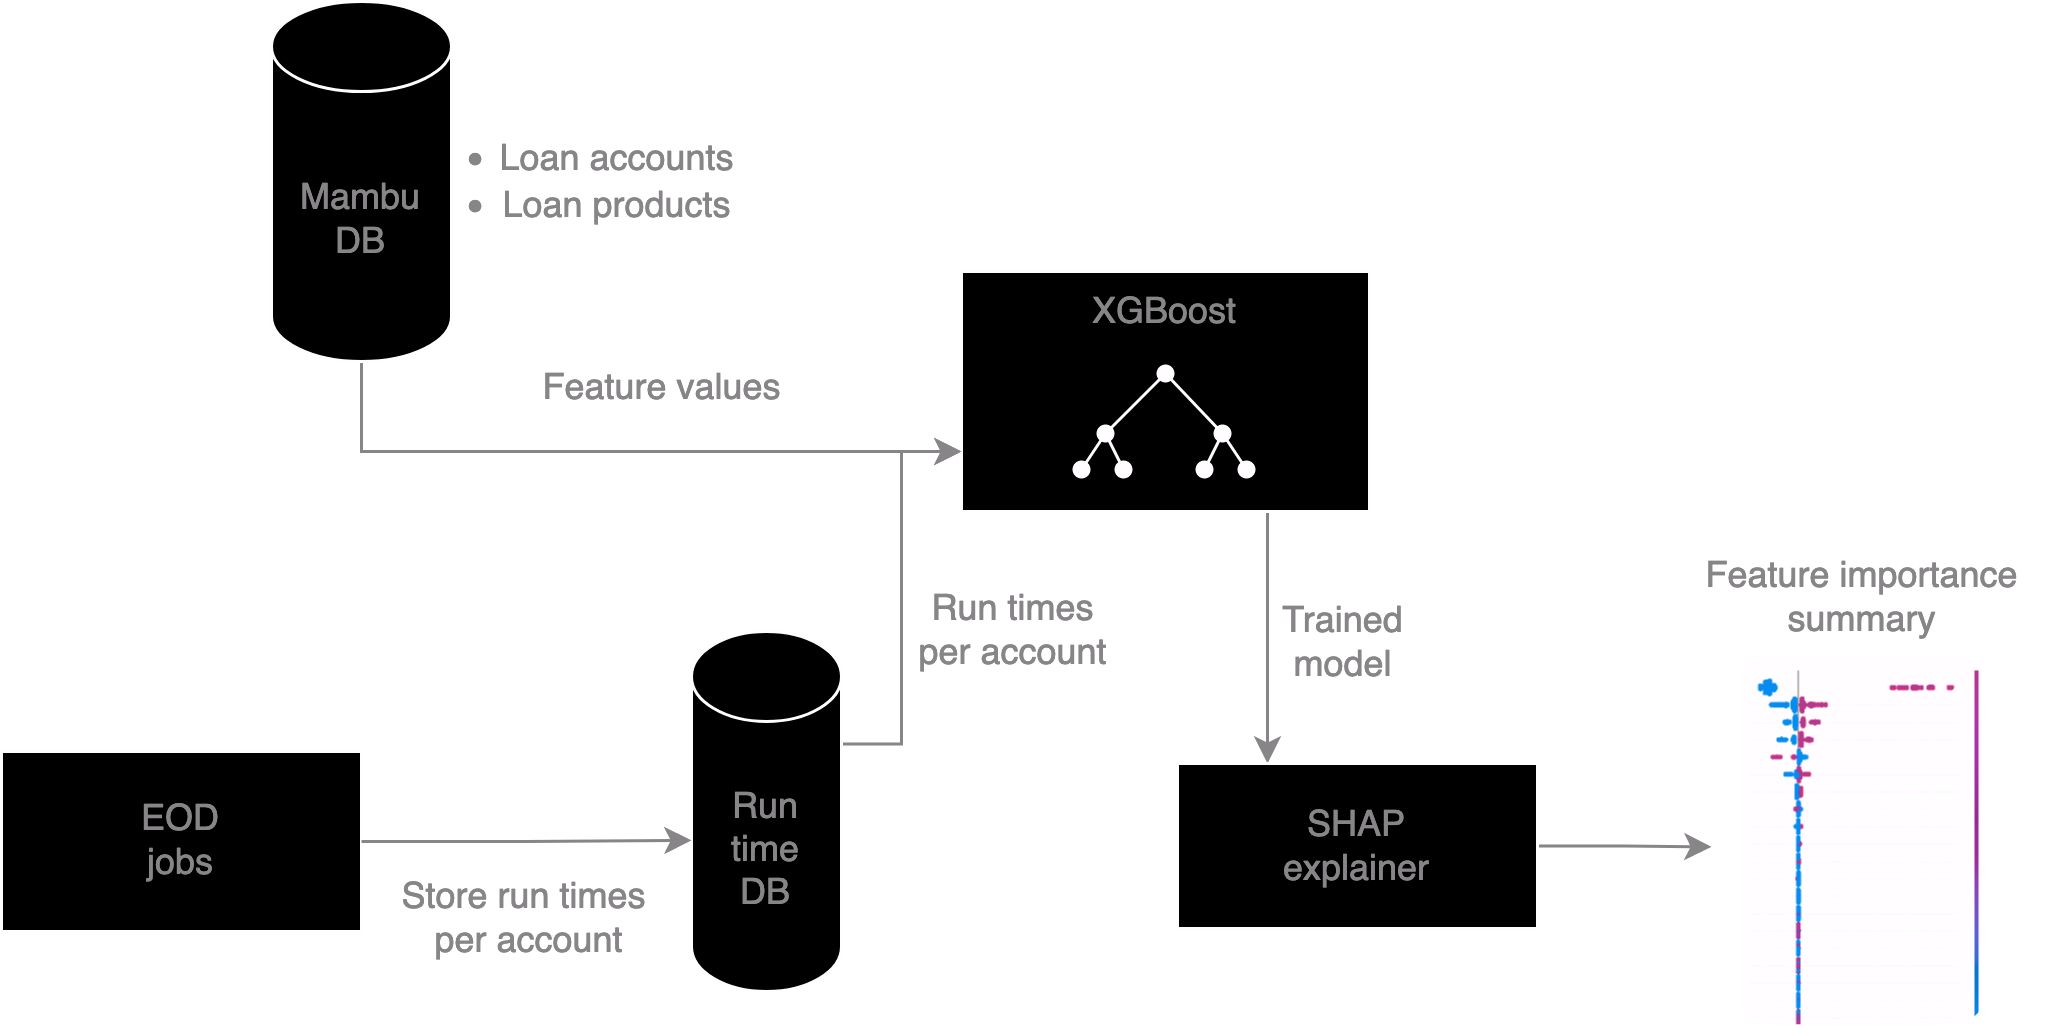 Mambu
DB
• Loan accounts
• Loan products
Feature values
XGBoost
Run times
per account
Trained
model
Feature importance
summary
EOD
jobs
Store run times
per account
Run
time
DB
SHAP
explainer